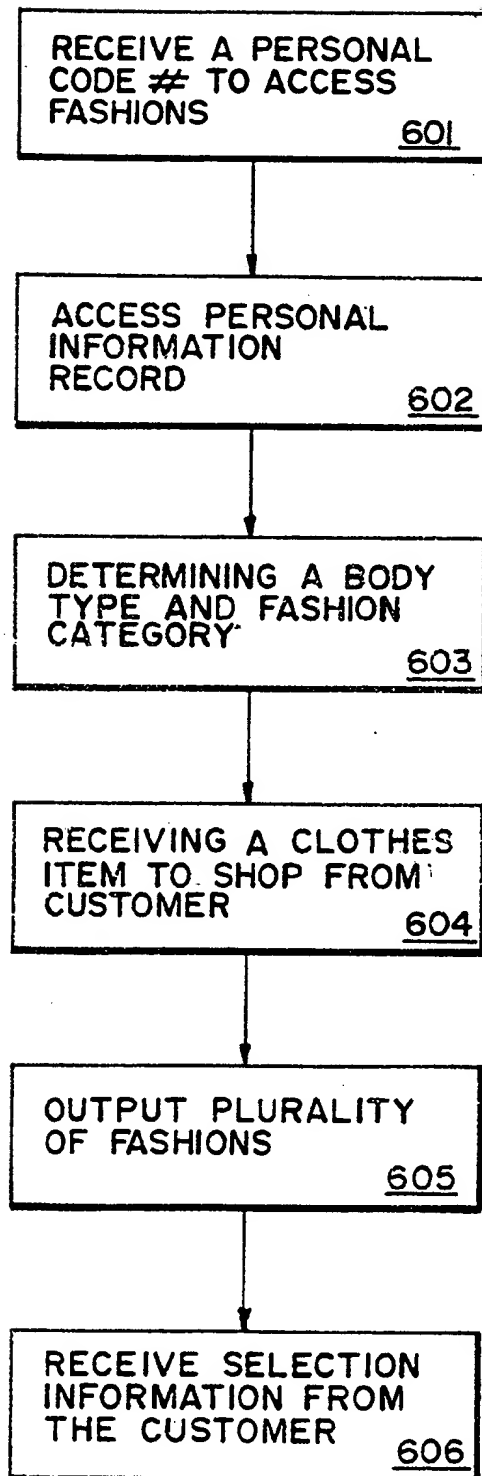 RECEIVE A PERSONAL
CODE # TO ACCESS
FASHIONS
601
ACCESS PERSONAL
INFORMATION
RECORD
602
DETERMINING A BODY
TYPE AND FASHION
CATEGORY
603
RECEIVING A CLOTHES
ITEM TO SHOP FROM
CUSTOMER
604
OUTPUT PLURALITY
OF FASHIONS
605
RECEIVE SELECTION
INFORMATION FROM
THE CUSTOMER
606